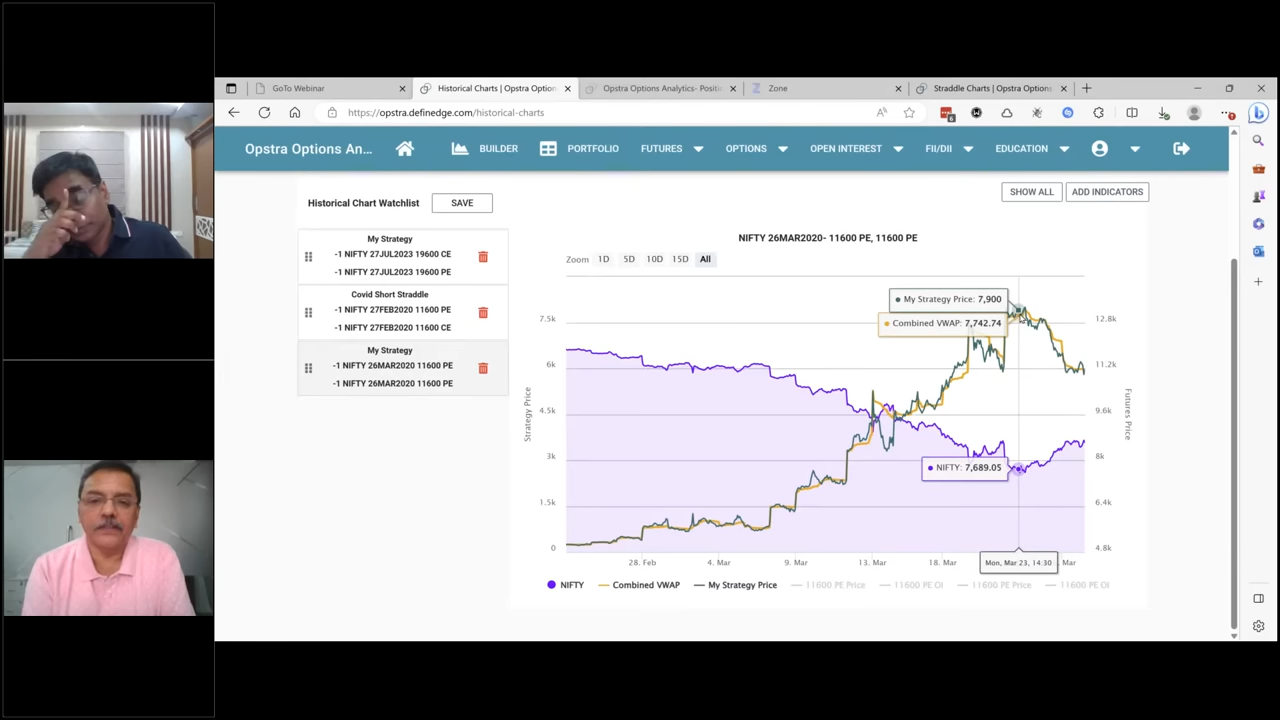 GoTo Webinar
Historical Charts | Opstra Option
Opstra Options Analytics- Positi
Zone
Straddle Charts | Opstra Options
https://opstra.definedge.com/historical-charts
Opstra Options An...
BUILDER
PORTFOLIO
FUTURES
OPTIONS
OPEN INTEREST
FII/DII
EDUCATION
Historical Chart Watchlist
SAVE
SHOW ALL
ADD INDICATORS
My Strategy
-1 NIFTY 27JUL2023 19600 CE
-1 NIFTY 27JUL2023 19600 PE
Covid Short Straddle
-1 NIFTY 27FEB2020 11600 PE
-1 NIFTY 27FEB2020 11600 CE
My Strategy
-1 NIFTY 26MAR2020 11600 PE
-1 NIFTY 26MAR2020 11600 PE
NIFTY 26MAR2020- 11600 PE, 11600 PE
Zoom 1D 5D 10D 15D All
My Strategy Price: 7,900
Combined VWAP: 7,742.74
NIFTY: 7,689.05
7.5k
6k
4.5k
3k
1.5k
0
Strategy Price
12.8k
11.2k
9.6k
8k
6.4k
4.8k
Futures Price
28. Feb
4. Mar
9. Mar
13. Mar
18. Mar
Mon, Mar 23, 14:30
Mar
NIFTY
Combined VWAP
My Strategy Price
11600 PE Price
11600 PE OI
11600 PE Price
11600 PE OI